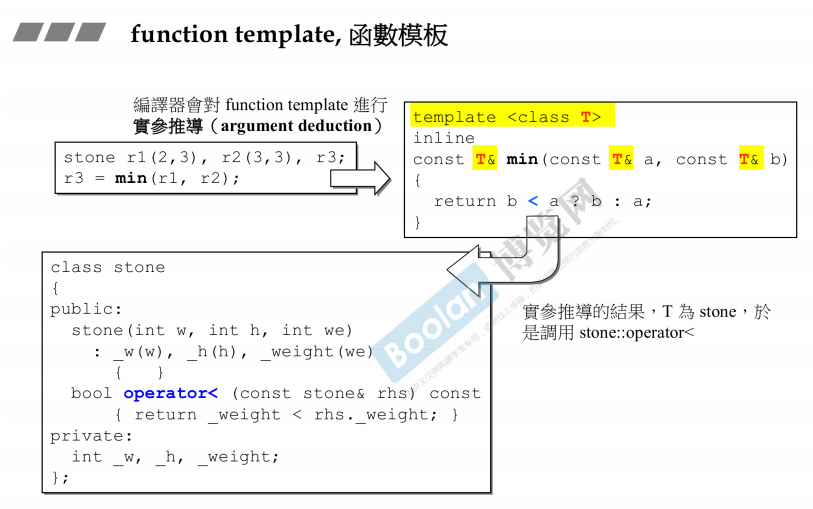 function template, 函數模板
編譯器會對 function template 進行
實參推導（argument deduction）
stone r1(2,3), r2(3,3), r3;
r3 = min(r1, r2);
template <class T>
inline
const T& min(const T& a, const T& b)
{
  return b < a ? b : a;
}
class stone
{
public:
  stone(int w, int h, int we)
    : _w(w), _h(h), _weight(we)
      {   }
  bool operator< (const stone& rhs) const
      { return _weight < rhs._weight; }
private:
  int _w, _h, _weight;
};
實參推導的結果，T 為 stone，於
是調用 stone::operator<
Boolan 博览网